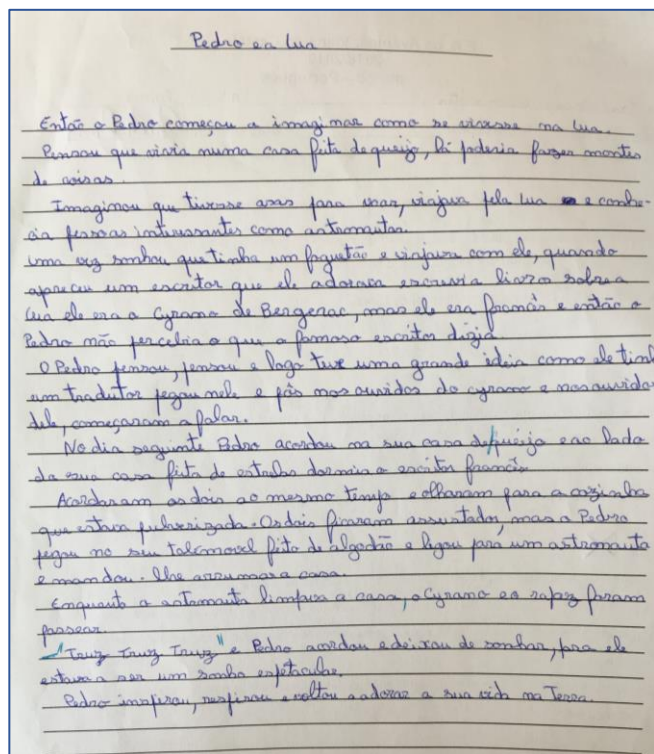 Pedro e a lua
Então o Pedro começou a imaginar como se vivesse na lua.
Pensou que vivia numa casa feita de queijo, lá poderia fazer montes
de coisas.
Imaginou que tivesse asas para usar, viajava pela lua e conhe-
cia pessoas interessantes como astronautas.
uma vez sonhou que tinha um foguetão e viajava com ele, quando
apreceu um escritor que ele adorava escrevia livros sobre a
lua ele era o Cyrano de Bergerac, mas ele era francês e então o
Pedro não percebia o que o famoso escritor dizia
O Pedro pensou, pensou e logo teve uma grande ideia como ele tinh
um tradutor pegou nele e pôs nos ouvidos do cyrano e nos ouvido
dele, começaram a falar.
No dia seguinte Pedro acordou na sua casa de queijo e ao lado
da sua casa feita de estrelas dormia o escritor francês
Acordaram os dois ao mesmo tempo e olharam para a cozinha
que estava pulverizada. Os dois ficaram assustados, mas o Pedro
pegou no seu telemovel feito de algodão e ligou para um astronauta
e mandou-lhe arrumar a casa.
Enquanto o astronauta limpava a casa, o Cyrano e o rapaz foram
passear.
"Truz Truz Truz" e Pedro acordou e deixou de sonhar, pra ele
estava a ser um sonho espetacular.
Pedro inspirou, respirou e voltou a adorar a sua vida na Terra.